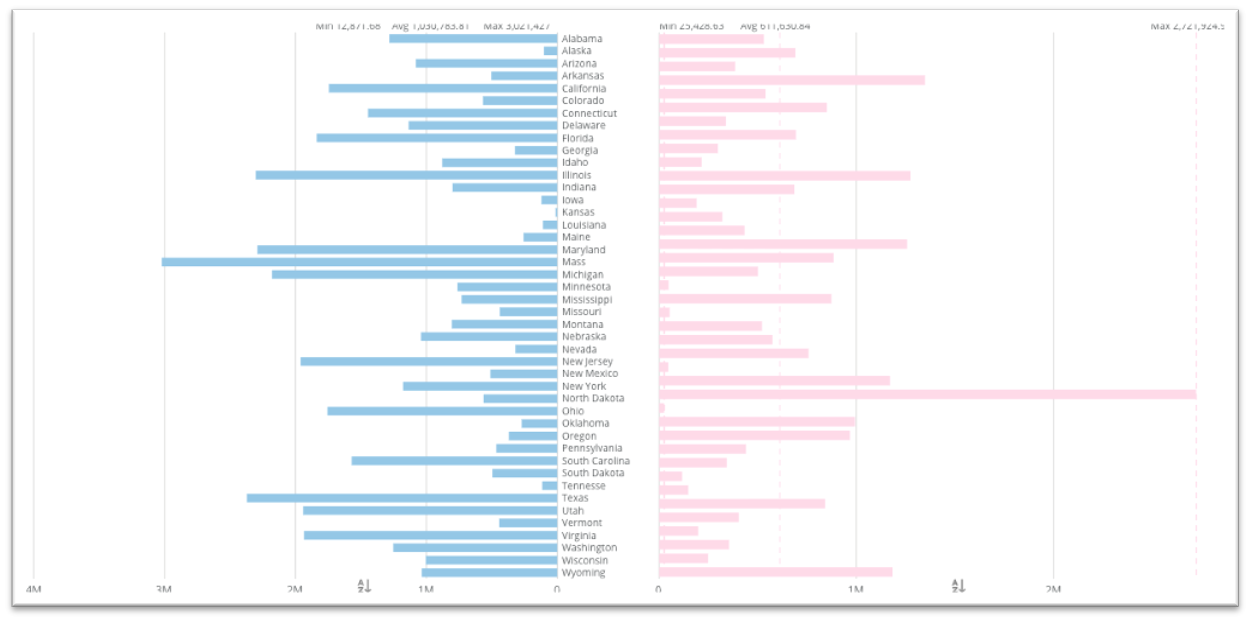 Min 12,871.68 Avg 1,030,783.81 Max 3,021,427 Min 25,428.63 Avg 611,630.84 Max 2,721,924.9
Alabama
Alaska
Arizona
Arkansas
California
Colorado
Connecticut
Delaware
Florida
Georgia
Idaho
Illinois
Indiana
Iowa
Kansas
Louisiana
Maine
Maryland
Mass
Michigan
Minnesota
Mississippi
Missouri
Montana
Nebraska
Nevada
New Jersey
New Mexico
New York
North Dakota
Ohio
Oklahoma
Oregon
Pennsylvania
South Carolina
South Dakota
Tennesse
Texas
Utah
Vermont
Virginia
Washington
Wisconsin
Wyoming
4M 3M 2M 1M 0 0 1M 2M